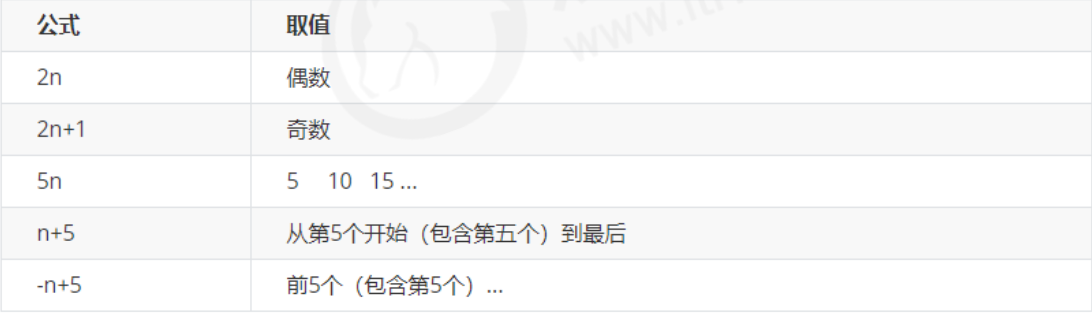 公式 取值
2n 偶数
2n+1 奇数
5n 5 10 15 ...
n+5 从第5个开始（包含第五个）到最后
-n+5 前5个（包含第5个）...